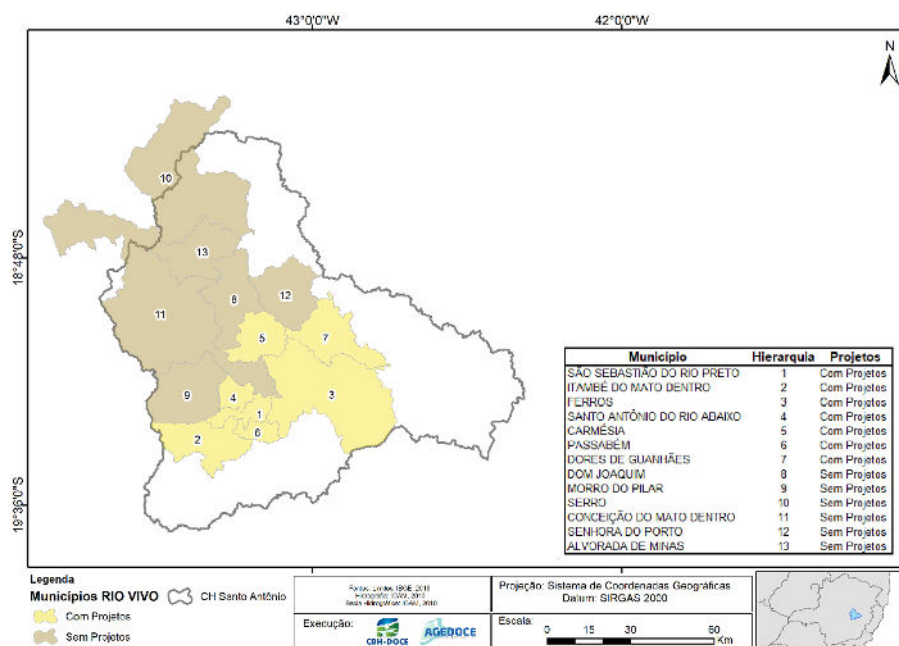 43°0'0"W 42°0'0"W
N
18°48'0"S
19°36'0"S
10
13
11
8
12
5
7
9
4
3
1
2
6
Município Hierarquia Projetos
SÃO SEBASTIÃO DO RIO PRETO 1 Com Projetos
ITAMBÉ DO MATO DENTRO 2 Com Projetos
FERROS 3 Com Projetos
SANTO ANTÔNIO DO RIO ABAIXO 4 Com Projetos
CARMÉSIA 5 Com Projetos
PASSABÉM 6 Com Projetos
DORES DE GUANHÃES 7 Com Projetos
DOM JOAQUIM 8 Sem Projetos
MORRO DO PILAR 9 Sem Projetos
SERRO 10 Sem Projetos
CONCEIÇÃO DO MATO DENTRO 11 Sem Projetos
SENHORA DO PORTO 12 Sem Projetos
ALVORADA DE MINAS 13 Sem Projetos
Legenda
Municípios RIO VIVO CH Santo Antônio
Com Projetos
Sem Projetos
Execução:
CBH-DOCE AGEDOCE
Projeção: Sistema de Coordenadas Geográficas
Datum: SIRGAS 2000
Escala:
0 15 30 60
Km